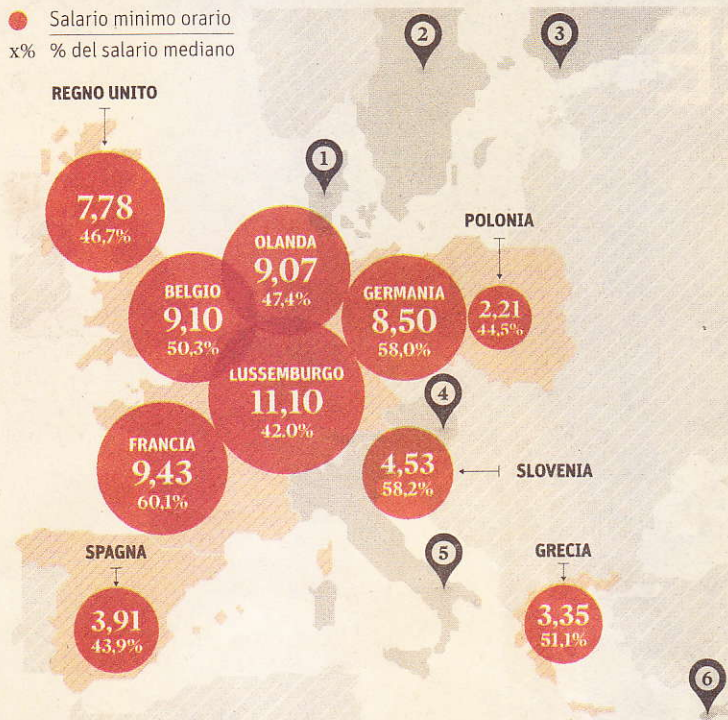 Salario minimo orario
x% % del salario mediano
REGNO UNITO
7,78
46,7%
1
2
3
OLANDA
9,07
47,4%
BELGIO
9,10
50,3%
GERMANIA
8,50
58,0%
POLONIA
2,21
44,5%
LUSSEMBURGO
11,10
42.0%
4
FRANCIA
9,43
60,1%
4,53
58,2%
SLOVENIA
SPAGNA
3,91
43,9%
5
GRECIA
3,35
51,1%
6